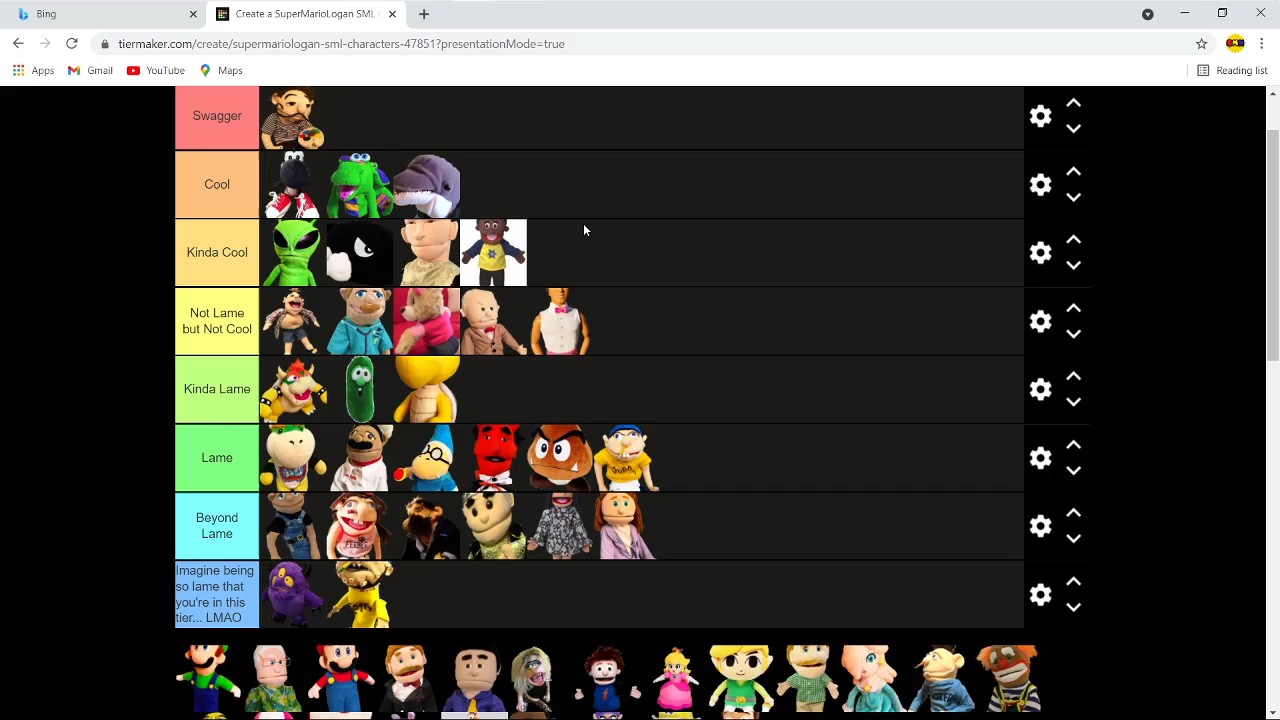 Bing
Create a SuperMarioLogan SML (
tiermaker.com/create/supermariologan-sml-characters-47851?presentationMode=true
Apps
Gmail
YouTube
Maps
Reading list
Swagger
Cool
Kinda Cool
Not Lame
but Not Cool
Kinda Lame
Lame
Beyond
Lame
Imagine being
so lame that
you're in this
tier... LMAO